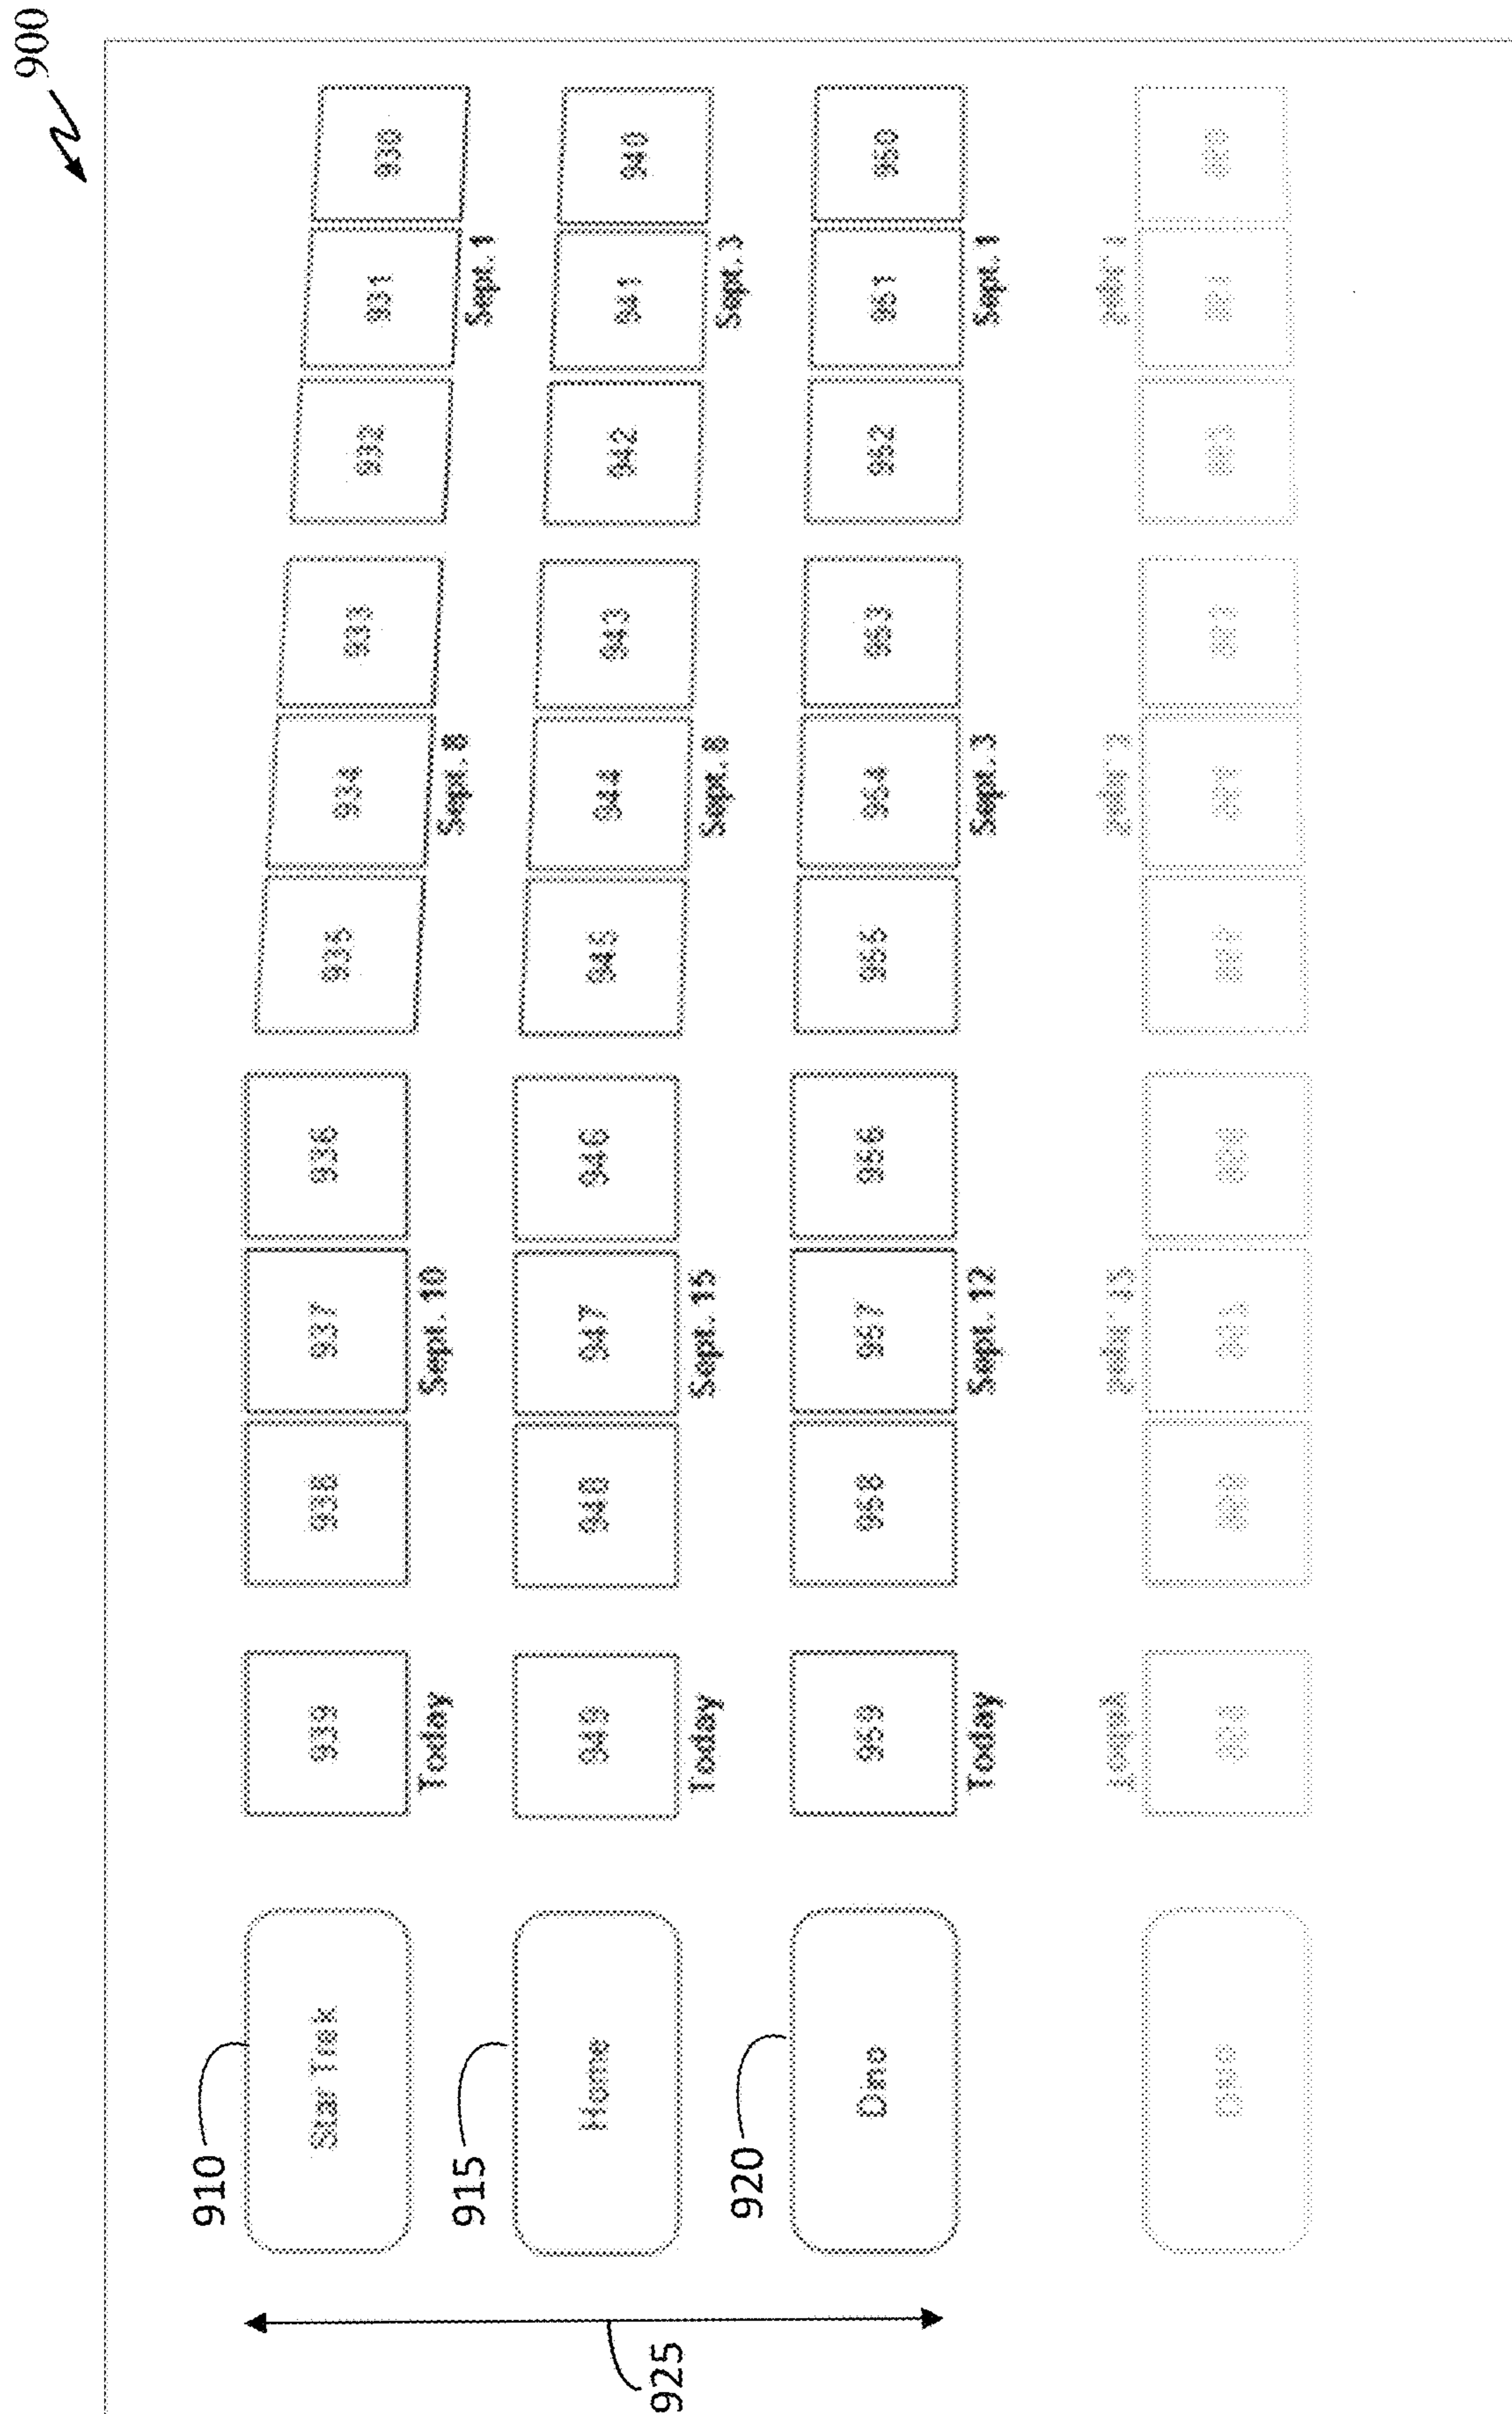 900
910
Star Trek 939 938 937 936 935 934 933 932 931 930
Today Sept. 10 Sept. 8 Sept. 1
915
Home 949 948 947 946 945 944 943 942 941 940
Today Sept. 15 Sept. 8 Sept. 3
925
920
Dino 959 958 957 956 955 954 953 952 951 950
Today Sept. 12 Sept. 3 Sept. 1